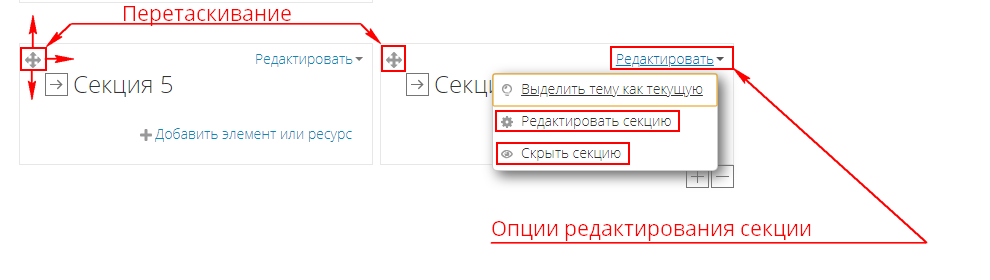 Перетаскивание
Редактировать
Секция 5
Добавить элемент или ресурс
Редактировать
Секц
Выделить тему как текущую
Редактировать секцию
Скрыть секцию
Опции редактирования секции